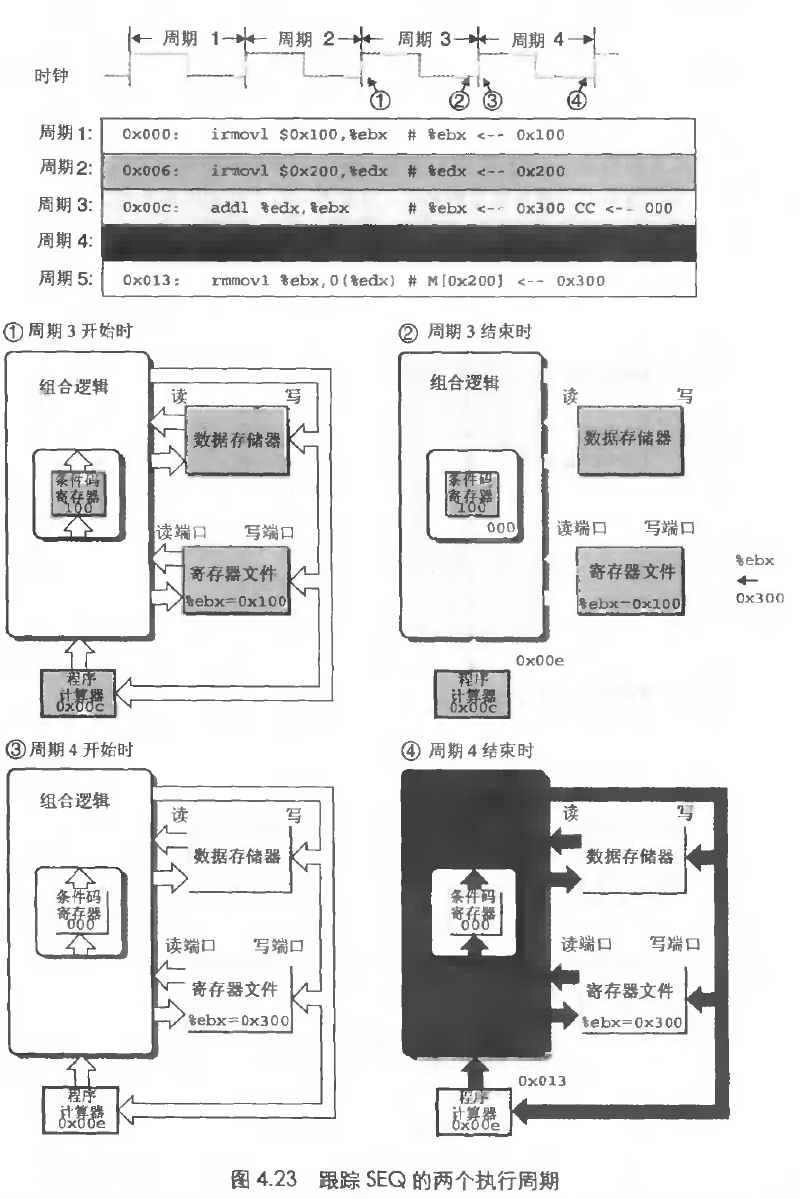 周期 1 周期 2 周期 3 周期 4
时钟
① ② ③ ④
周期 1: 0x000: irmovl $0x100,%ebx # %ebx <-- 0x100
周期 2: 0x006: irmovl $0x200,%edx # %edx <-- 0x200
周期 3: 0x00c: addl %edx,%ebx # %ebx <-- 0x300 CC <-- 000
周期 4:
周期 5: 0x013: rmmovl %ebx,0(%edx) # M[0x200] <-- 0x300
① 周期 3 开始时
组合逻辑
读 写
数据存储器
条件码
寄存器
100
读端口 写端口
寄存器文件
%ebx=0x100
程序
计算器
0x00c
② 周期 3 结束时
组合逻辑
读 写
数据存储器
条件码
寄存器
100
000
读端口 写端口
寄存器文件
%ebx=0x100
%ebx
0x300
0x00e
程序
计算器
0x00c
③ 周期 4 开始时
组合逻辑
读 写
数据存储器
条件码
寄存器
000
读端口 写端口
寄存器文件
%ebx=0x300
程序
计算器
0x00e
④ 周期 4 结束时
读 写
数据存储器
条件码
寄存器
000
读端口 写端口
寄存器文件
%ebx=0x300
0x013
程序
计算器
0x00e
图 4.23 跟踪 SEQ 的两个执行周期